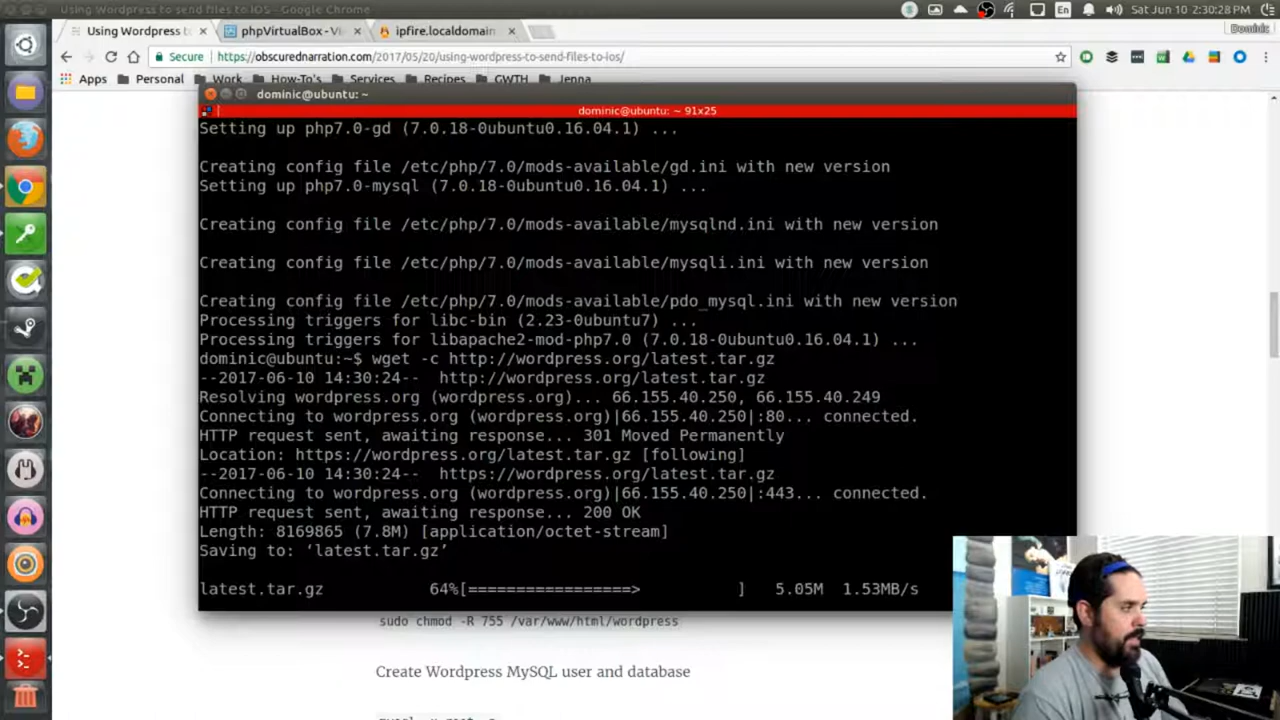 Using Wordpress to send files to iOS - Google Chrome
En
Sat Jun 10 2:30:28 PM
Using Wordpress to
phpVirtualBox - Vi
ipfire.localdomain
Dominic
Secure
https://obscurednarration.com/2017/05/20/using-wordpress-to-send-files-to-ios/
Apps
Personal
Work
How-To's
Services
Recipes
GWTH
Jenna
dominic@ubuntu: ~
dominic@ubuntu: ~ 91x25
Setting up php7.0-gd (7.0.18-0ubuntu0.16.04.1) ...
Creating config file /etc/php/7.0/mods-available/gd.ini with new version
Setting up php7.0-mysql (7.0.18-0ubuntu0.16.04.1) ...
Creating config file /etc/php/7.0/mods-available/mysqlnd.ini with new version
Creating config file /etc/php/7.0/mods-available/mysqli.ini with new version
Creating config file /etc/php/7.0/mods-available/pdo_mysql.ini with new version
Processing triggers for libc-bin (2.23-0ubuntu7) ...
Processing triggers for libapache2-mod-php7.0 (7.0.18-0ubuntu0.16.04.1) ...
dominic@ubuntu:~$ wget -c http://wordpress.org/latest.tar.gz
--2017-06-10 14:30:24--  http://wordpress.org/latest.tar.gz
Resolving wordpress.org (wordpress.org)... 66.155.40.250, 66.155.40.249
Connecting to wordpress.org (wordpress.org)|66.155.40.250|:80... connected.
HTTP request sent, awaiting response... 301 Moved Permanently
Location: https://wordpress.org/latest.tar.gz [following]
--2017-06-10 14:30:24--  https://wordpress.org/latest.tar.gz
Connecting to wordpress.org (wordpress.org)|66.155.40.250|:443... connected.
HTTP request sent, awaiting response... 200 OK
Length: 8169865 (7.8M) [application/octet-stream]
Saving to: ‘latest.tar.gz’
latest.tar.gz 64%[=================> ] 5.05M 1.53MB/s
sudo chmod -R 755 /var/www/html/wordpress
Create Wordpress MySQL user and database